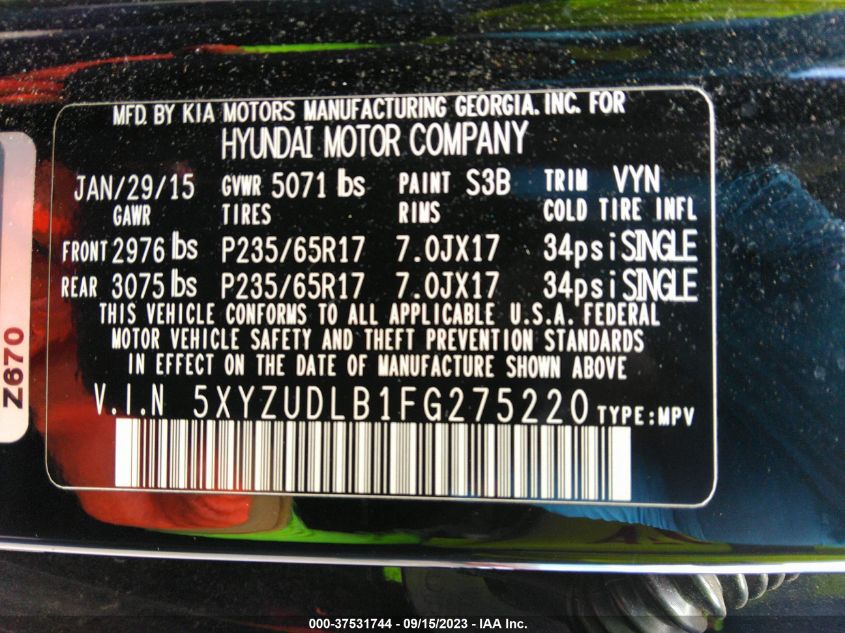 MFD. BY KIA MOTORS MANUFACTURING GEORGIA. INC. FOR
HYUNDAI MOTOR COMPANY
JAN/29/15 GVWR 5071 lbs PAINT S3B TRIM VYN
GAWR TIRES RIMS COLD TIRE INFL
FRONT 2976 lbs P235/65R17 7.0JX17 34psi SINGLE
REAR 3075 lbs P235/65R17 7.0JX17 34psi SINGLE
THIS VEHICLE CONFORMS TO ALL APPLICABLE U.S.A. FEDERAL
MOTOR VEHICLE SAFETY AND THEFT PREVENTION STANDARDS
IN EFFECT ON THE DATE OF MANUFACTURE SHOWN ABOVE
V.I.N 5XYZUDLB1FG275220 TYPE:MPV
Z670
000-37531744 - 09/15/2023 - IAA Inc.